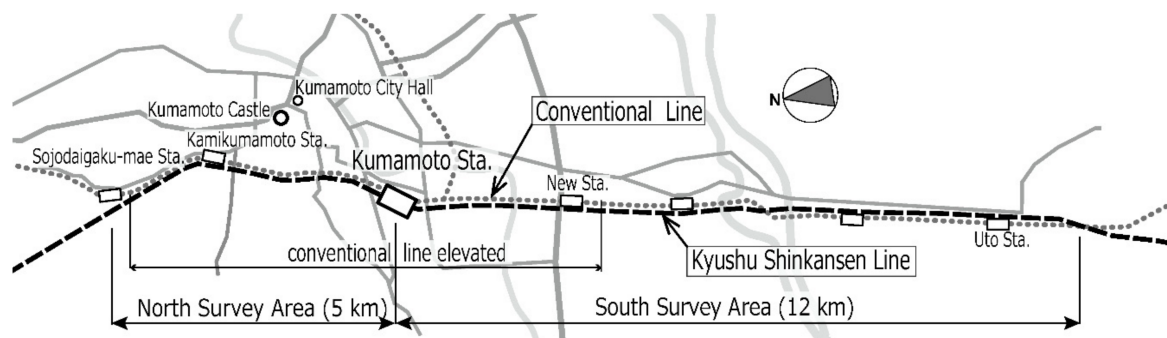 Kumamoto City Hall
Kumamoto Castle
Kamikumamoto Sta.
Sojodaigaku-mae Sta.
Kumamoto Sta.
Conventional Line
N
New Sta.
Uto Sta.
conventional line elevated
Kyushu Shinkansen Line
North Survey Area (5 km)
South Survey Area (12 km)